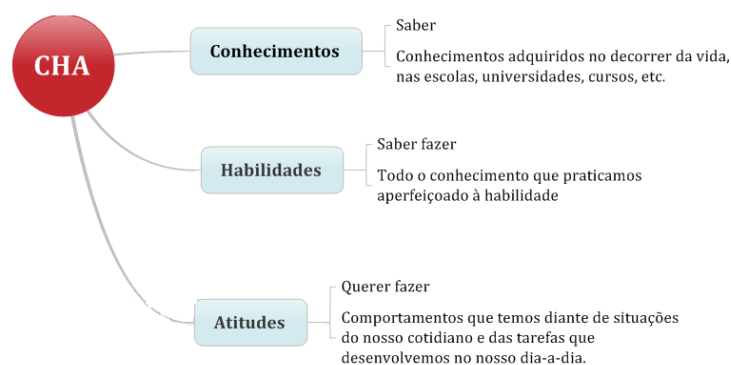 CHA
Conhecimentos
Saber
Conhecimentos adquiridos no decorrer da vida,
nas escolas, universidades, cursos, etc.
Habilidades
Saber fazer
Todo o conhecimento que praticamos
aperfeiçoado à habilidade
Atitudes
Querer fazer
Comportamentos que temos diante de situações
do nosso cotidiano e das tarefas que
desenvolvemos no nosso dia-a-dia.